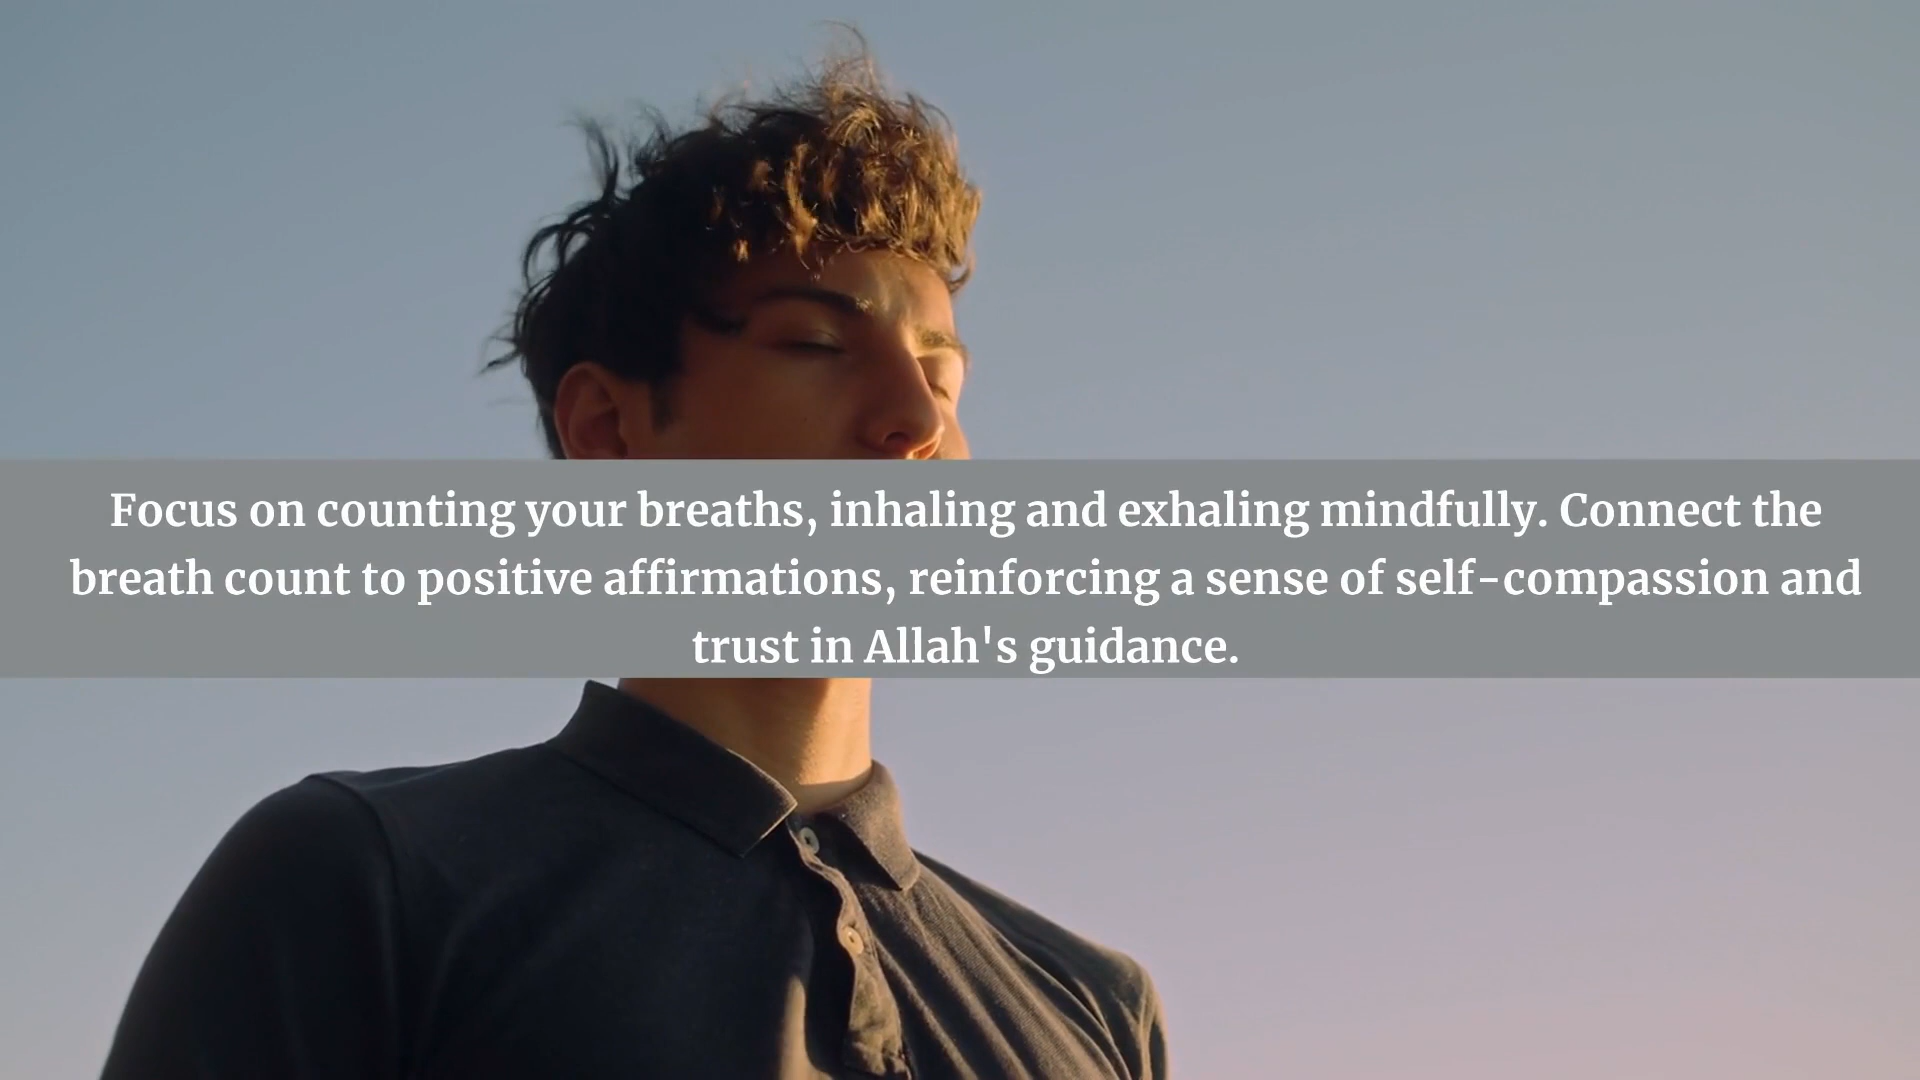 Focus on counting your breaths, inhaling and exhaling mindfully. Connect the
breath count to positive affirmations, reinforcing a sense of self-compassion and
trust in Allah's guidance.